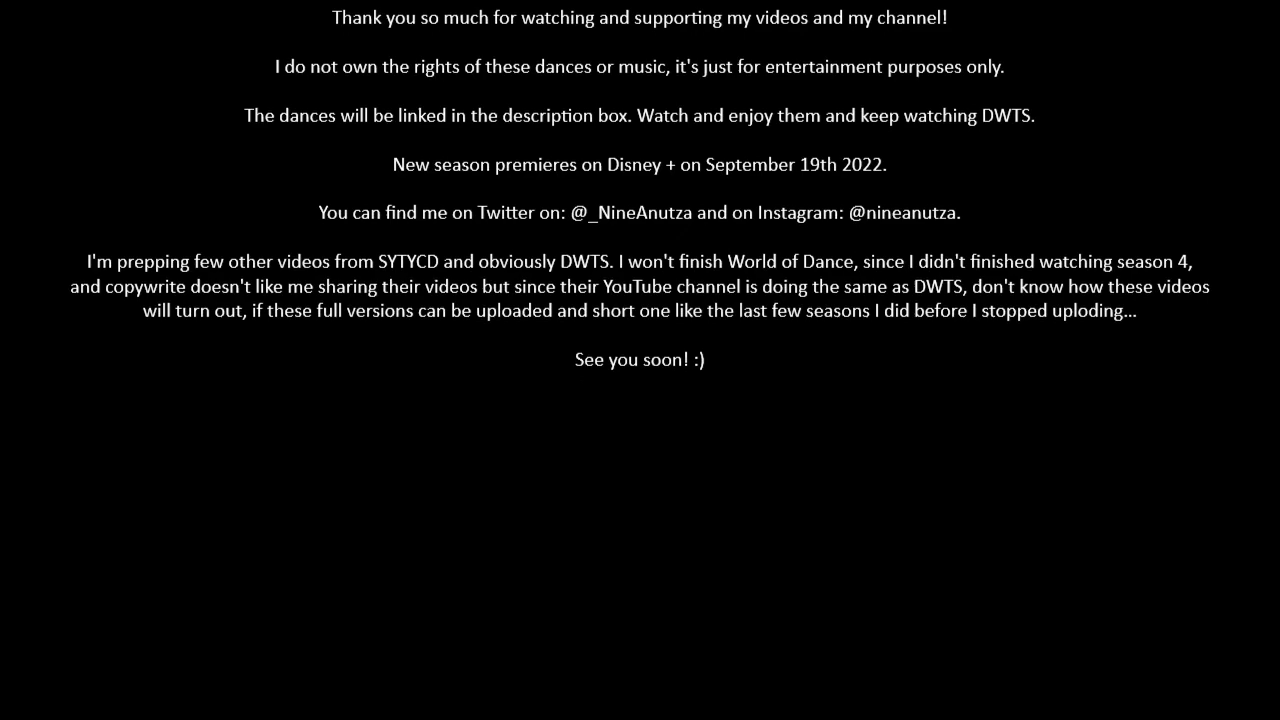 Thank you so much for watching and supporting my videos and my channel!
I do not own the rights of these dances or music, it's just for entertainment purposes only.
The dances will be linked in the description box. Watch and enjoy them and keep watching DWTS.
New season premieres on Disney + on September 19th 2022.
You can find me on Twitter on: @_NineAnutza and on Instagram: @nineanutza.
I'm prepping few other videos from SYTYCD and obviously DWTS. I won't finish World of Dance, since I didn't finished watching season 4,
and copywrite doesn't like me sharing their videos but since their YouTube channel is doing the same as DWTS, don't know how these videos
will turn out, if these full versions can be uploaded and short one like the last few seasons I did before I stopped uploding...
See you soon! :)